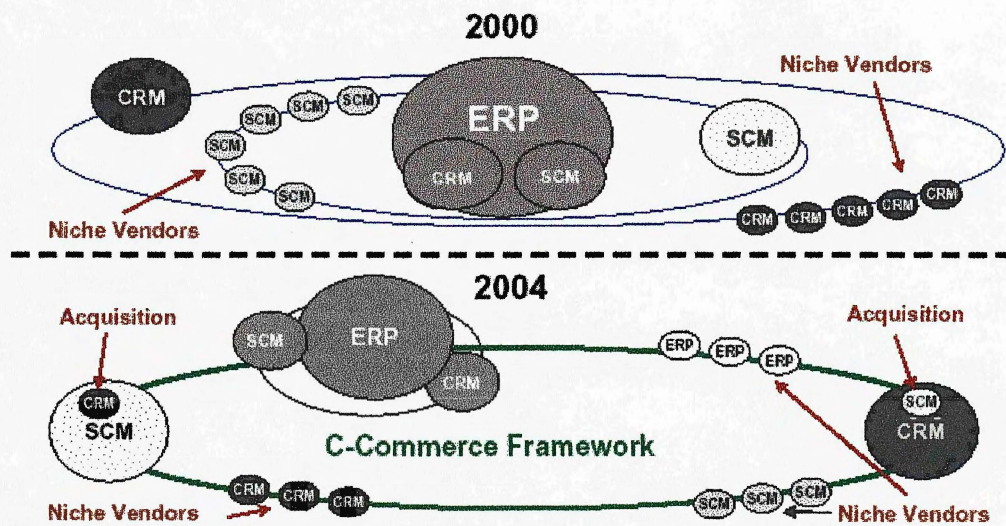 2000
Niche Vendors
CRM
SCM
SCM
SCM
SCM
SCM
SCM
ERP
CRM
SCM
SCM
CRM
CRM
CRM
CRM
CRM
Niche Vendors
2004
Acquisition
Acquisition
SCM
ERP
CRM
ERP
ERP
ERP
CRM
SCM
SCM
CRM
C-Commerce Framework
CRM
CRM
CRM
SCM
SCM
SCM
Niche Vendors
Niche Vendors